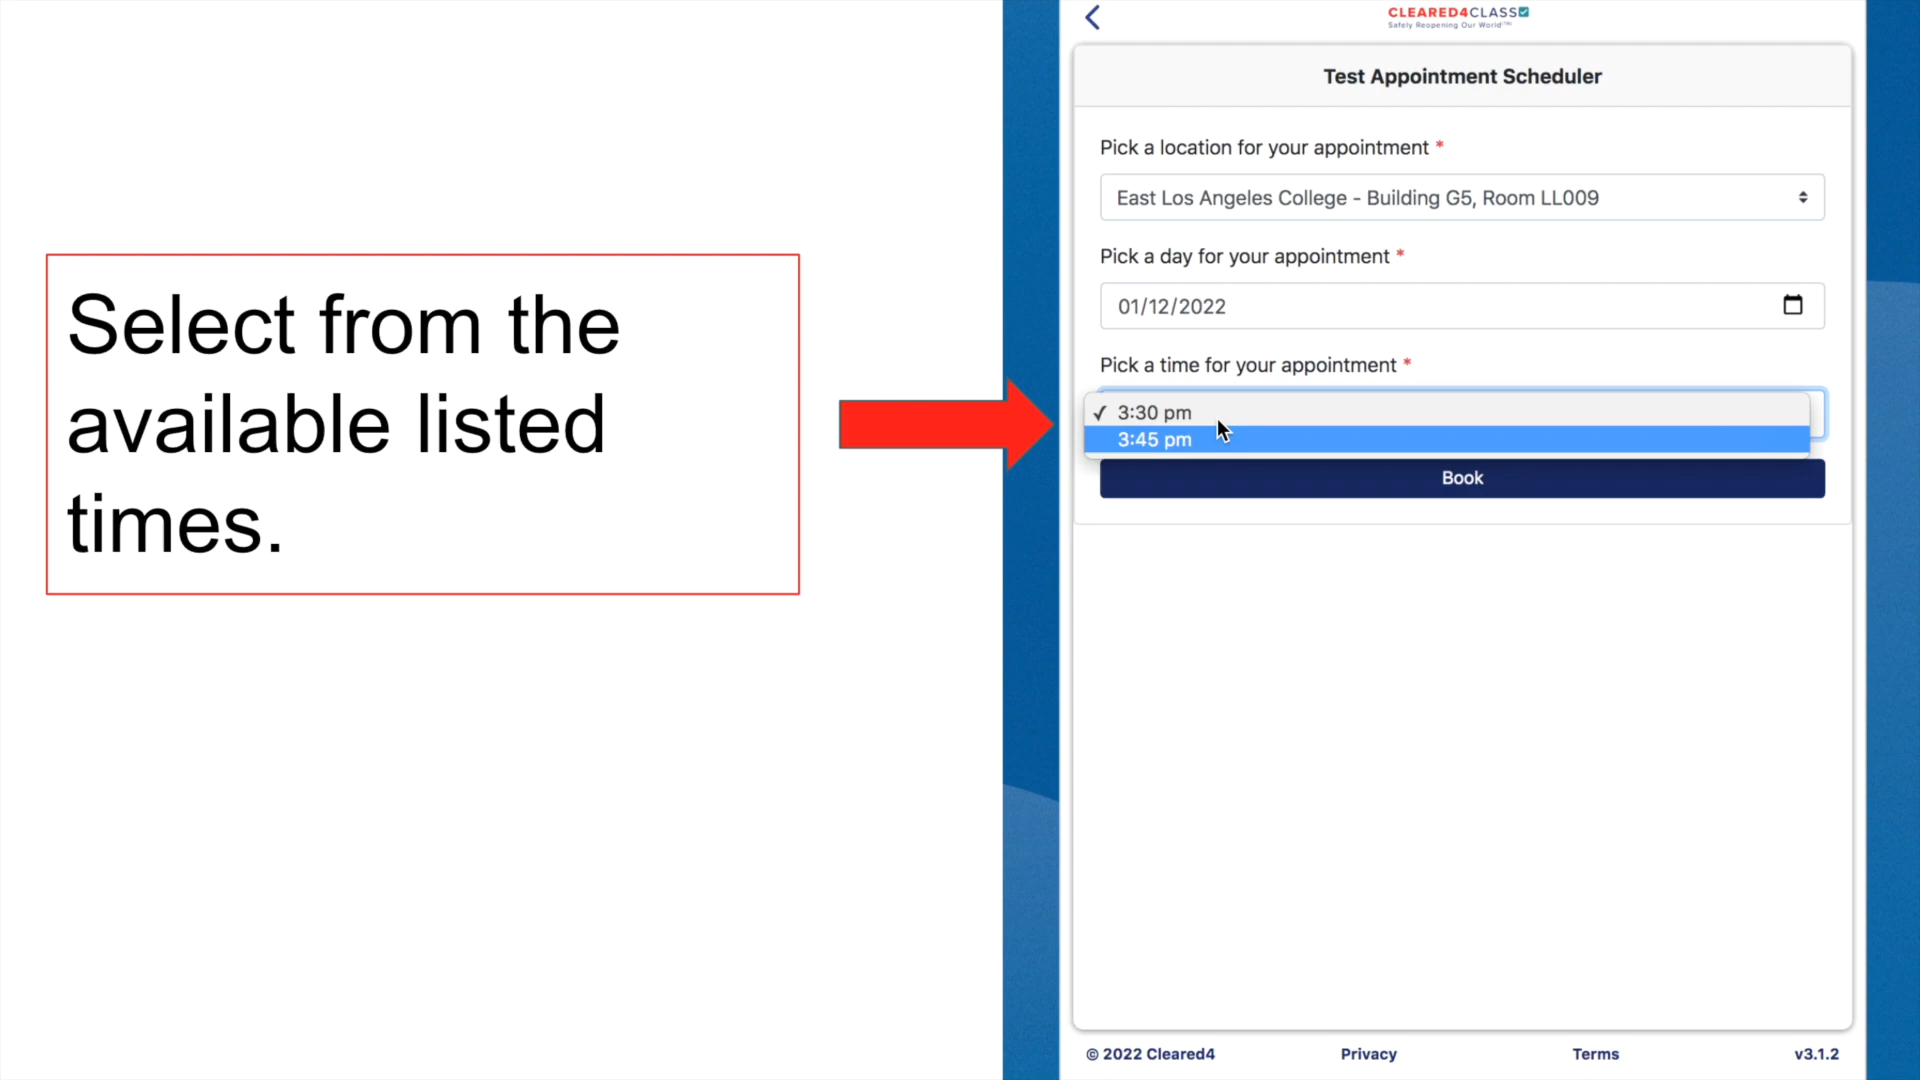 Select from the
available listed
times.
CLEARED4CLASS
Safely Reopening Our World™
Test Appointment Scheduler
Pick a location for your appointment *
East Los Angeles College - Building G5, Room LL009
Pick a day for your appointment *
01/12/2022
Pick a time for your appointment *
✓ 3:30 pm
3:45 pm
Book
© 2022 Cleared4 Privacy Terms v3.1.2